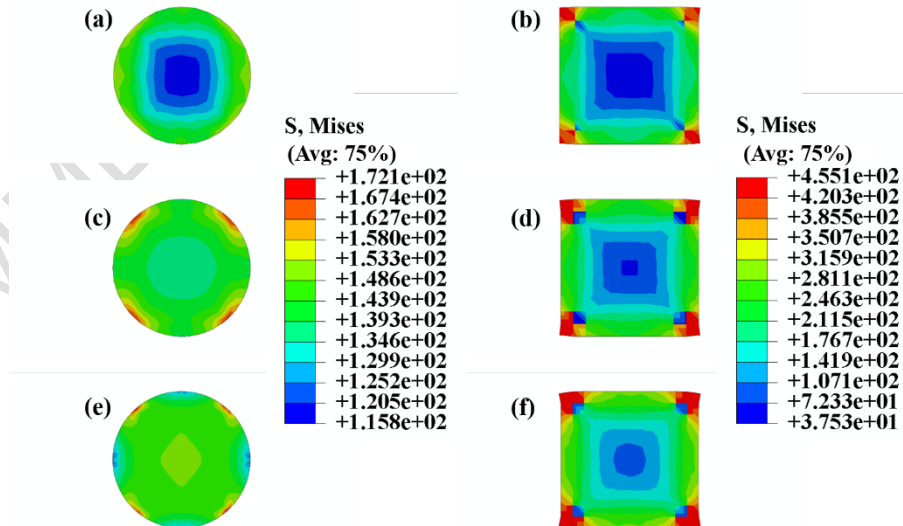 (a)
(b)
S, Mises
(Avg: 75%)
+1.721e+02
+1.674e+02
+1.627e+02
+1.580e+02
+1.533e+02
+1.486e+02
+1.439e+02
+1.393e+02
+1.346e+02
+1.299e+02
+1.252e+02
+1.205e+02
+1.158e+02
S, Mises
(Avg: 75%)
+4.551e+02
+4.203e+02
+3.855e+02
+3.507e+02
+3.159e+02
+2.811e+02
+2.463e+02
+2.115e+02
+1.767e+02
+1.419e+02
+1.071e+02
+7.233e+01
+3.753e+01
(c)
(d)
(e)
(f)